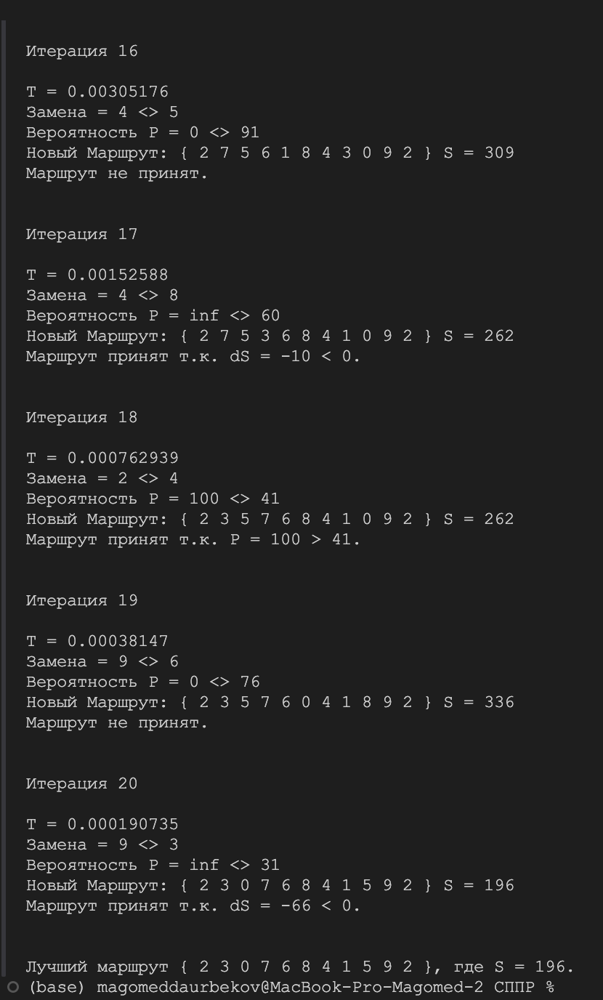 Итерация 16
T = 0.00305176
Замена = 4 <> 5
Вероятность P = 0 <> 91
Новый Маршрут: { 2 7 5 6 1 8 4 3 0 9 2 } S = 309
Маршрут не принят.
Итерация 17
T = 0.00152588
Замена = 4 <> 8
Вероятность P = inf <> 60
Новый Маршрут: { 2 7 5 3 6 8 4 1 0 9 2 } S = 262
Маршрут принят т.к. dS = -10 < 0.
Итерация 18
T = 0.000762939
Замена = 2 <> 4
Вероятность P = 100 <> 41
Новый Маршрут: { 2 3 5 7 6 8 4 1 0 9 2 } S = 262
Маршрут принят т.к. P = 100 > 41.
Итерация 19
T = 0.00038147
Замена = 9 <> 6
Вероятность P = 0 <> 76
Новый Маршрут: { 2 3 5 7 6 0 4 1 8 9 2 } S = 336
Маршрут не принят.
Итерация 20
T = 0.000190735
Замена = 9 <> 3
Вероятность P = inf <> 31
Новый Маршрут: { 2 3 0 7 6 8 4 1 5 9 2 } S = 196
Маршрут принят т.к. dS = -66 < 0.
Лучший маршрут { 2 3 0 7 6 8 4 1 5 9 2 }, где S = 196.
(base) magomeddaurbekov@MacBook-Pro-Magomed-2 СППР %